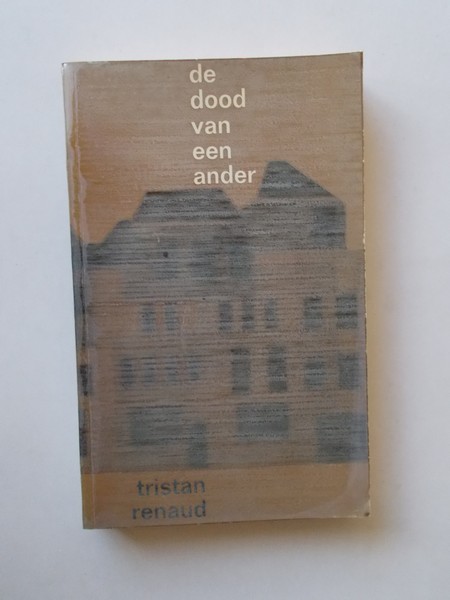 de
dood
van
een
ander
tristan
renaud